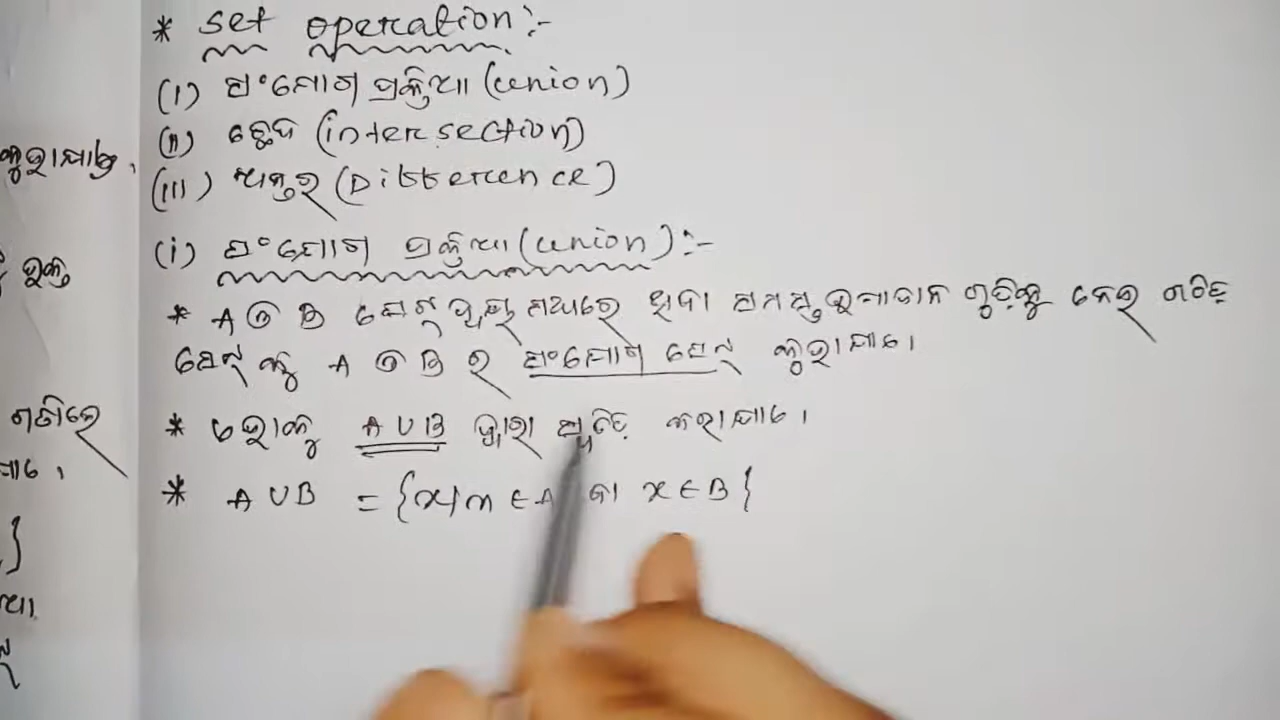 * Set operation:-
(I) ସଂଯୋଗ ପ୍ରକ୍ରିୟା (union)
(II) ଛେଦ (intersection)
(III) ଅନ୍ତର (Difference)
(i) ସଂଯୋଗ ପ୍ରକ୍ରିୟା (union):-
* A ଓ B ସେଟ୍ ଦ୍ୱୟ ମଧ୍ୟରେ ଥିବା ସମସ୍ତ ଉପାଦାନ ଗୁଡ଼ିକୁ ନେଇ ଗଠିତ
ସେଟ୍ କୁ A ଓ B ର ସଂଯୋଗ ସେଟ୍ କୁହାଯାଏ।
* ଏହାକୁ A∪B ଦ୍ୱାରା ସୂଚିତ କରାଯାଏ।
* A∪B = {x|x ∈ A ବା x ∈ B}
କୁହାଯାଏ,